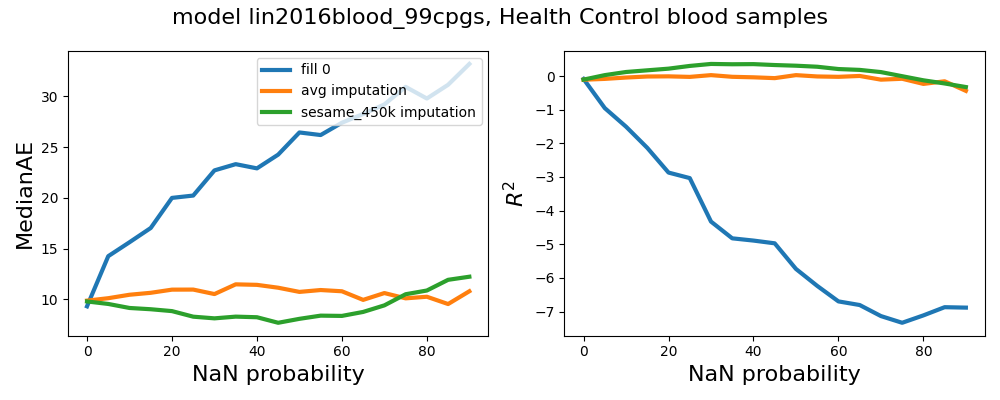 model lin2016blood_99cpgs, Health Control blood samples
MedianAE
30
25
20
15
10
fill 0
avg imputation
sesame_450k imputation
0 20 40 60 80
NaN probability
R²
0
−1
−2
−3
−4
−5
−6
−7
0 20 40 60 80
NaN probability